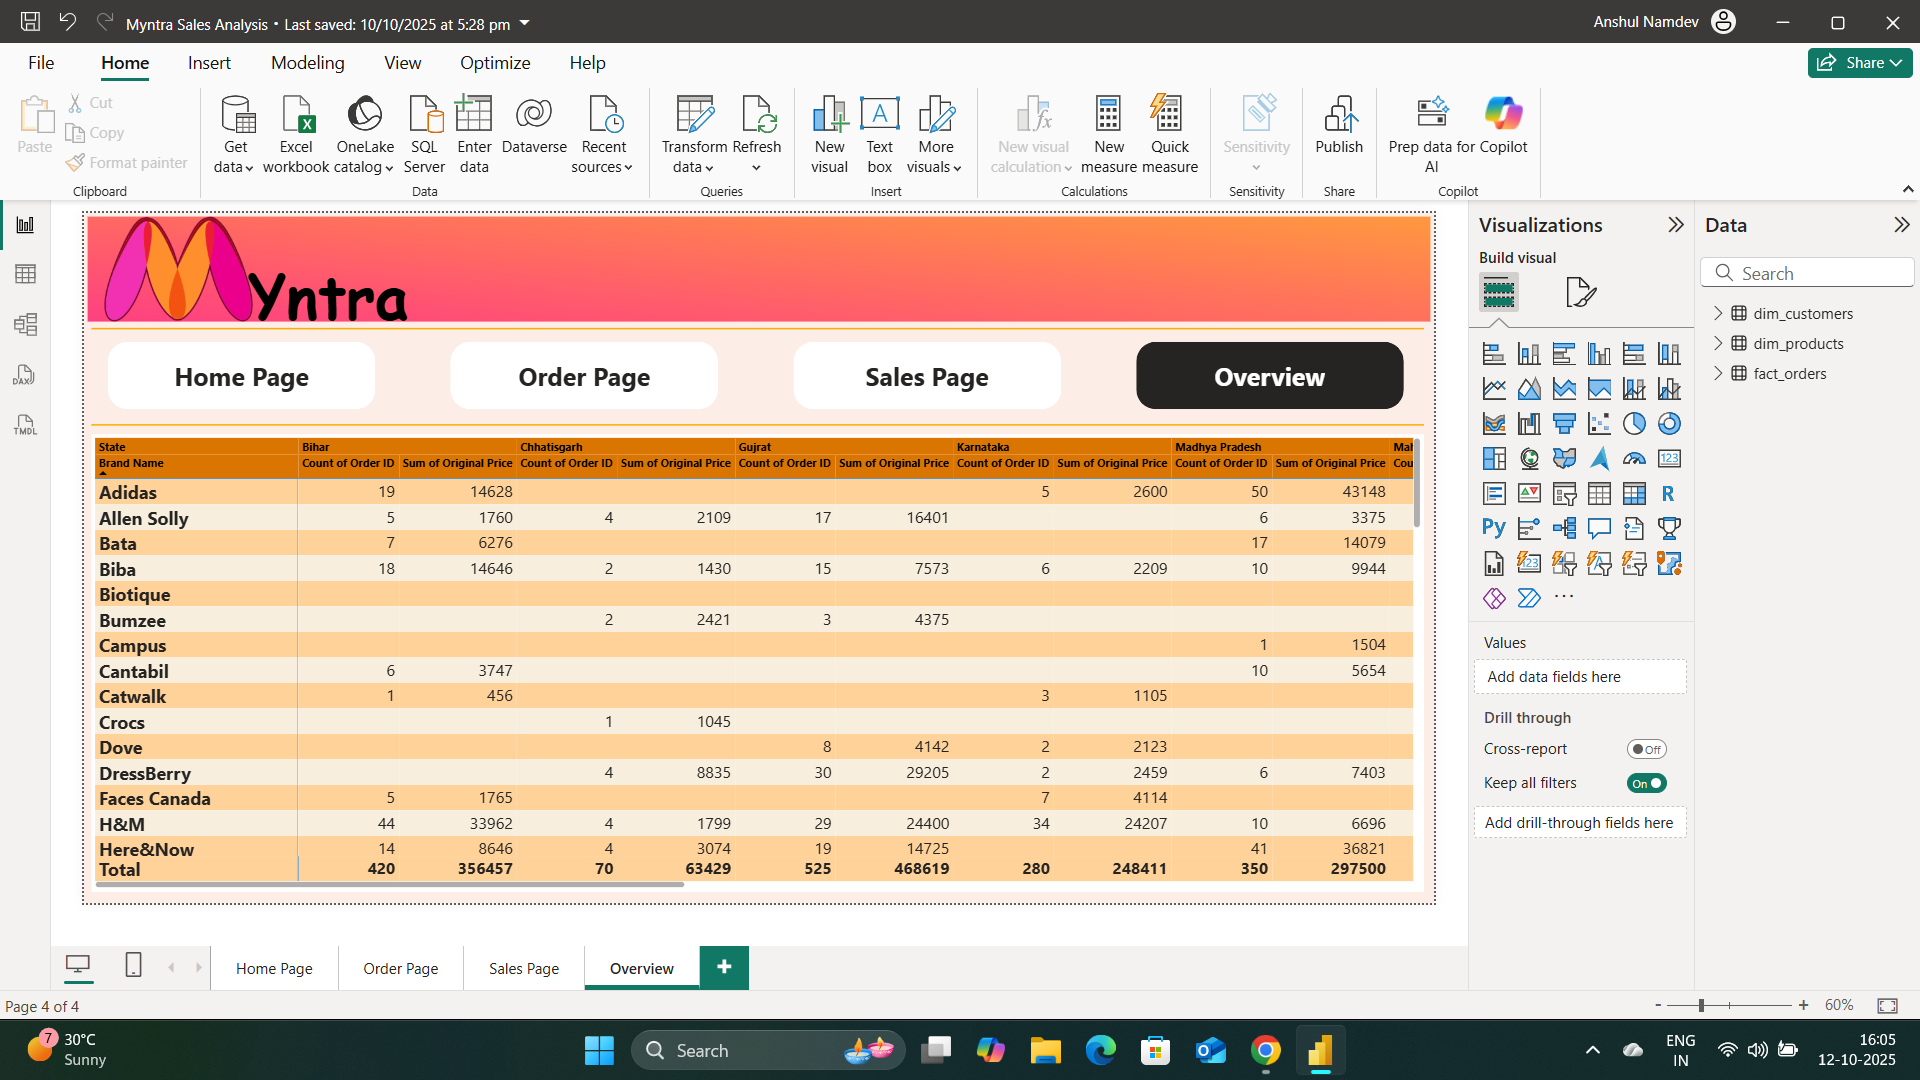 Myntra Sales Analysis • Last saved: 10/10/2025 at 5:28 pm
Anshul Namdev
File Home Insert Modeling View Optimize Help
Share
Paste
Cut
Copy
Format painter
Clipboard
Get data
Excel workbook
OneLake catalog
SQL Server
Enter data
Dataverse
Recent sources
Data
Transform data
Refresh
Queries
New visual
Text box
More visuals
Insert
New visual calculation
New measure
Quick measure
Calculations
Sensitivity
Sensitivity
Publish
Share
Prep data for AI
Copilot
Copilot
Yntra
Home Page Order Page Sales Page Overview
State Bihar Chhatisgarh Gujrat Karnataka Madhya Pradesh Mal
Brand Name Count of Order ID Sum of Original Price Count of Order ID Sum of Original Price Count of Order ID Sum of Original Price Count of Order ID Sum of Original Price Count of Order ID Sum of Original Price Cou
Adidas 19 14628 5 2600 50 43148
Allen Solly 5 1760 4 2109 17 16401 6 3375
Bata 7 6276 17 14079
Biba 18 14646 2 1430 15 7573 6 2209 10 9944
Biotique
Bumzee 2 2421 3 4375
Campus 1 1504
Cantabil 6 3747 10 5654
Catwalk 1 456 3 1105
Crocs 1 1045
Dove 8 4142 2 2123
DressBerry 4 8835 30 29205 2 2459 6 7403
Faces Canada 5 1765 7 4114
H&M 44 33962 4 1799 29 24400 34 24207 10 6696
Here&Now 14 8646 4 3074 19 14725 41 36821
Total 420 356457 70 63429 525 468619 280 248411 350 297500
Visualizations
Build visual
123
R
Py
123
Values
Add data fields here
Drill through
Cross-report Off
Keep all filters On
Add drill-through fields here
Data
Search
dim_customers
dim_products
fact_orders
DAX
TMDL
Home Page Order Page Sales Page Overview +
Page 4 of 4
- + 60%
7
30°C
Sunny
Search
ENG
IN
16:05
12-10-2025